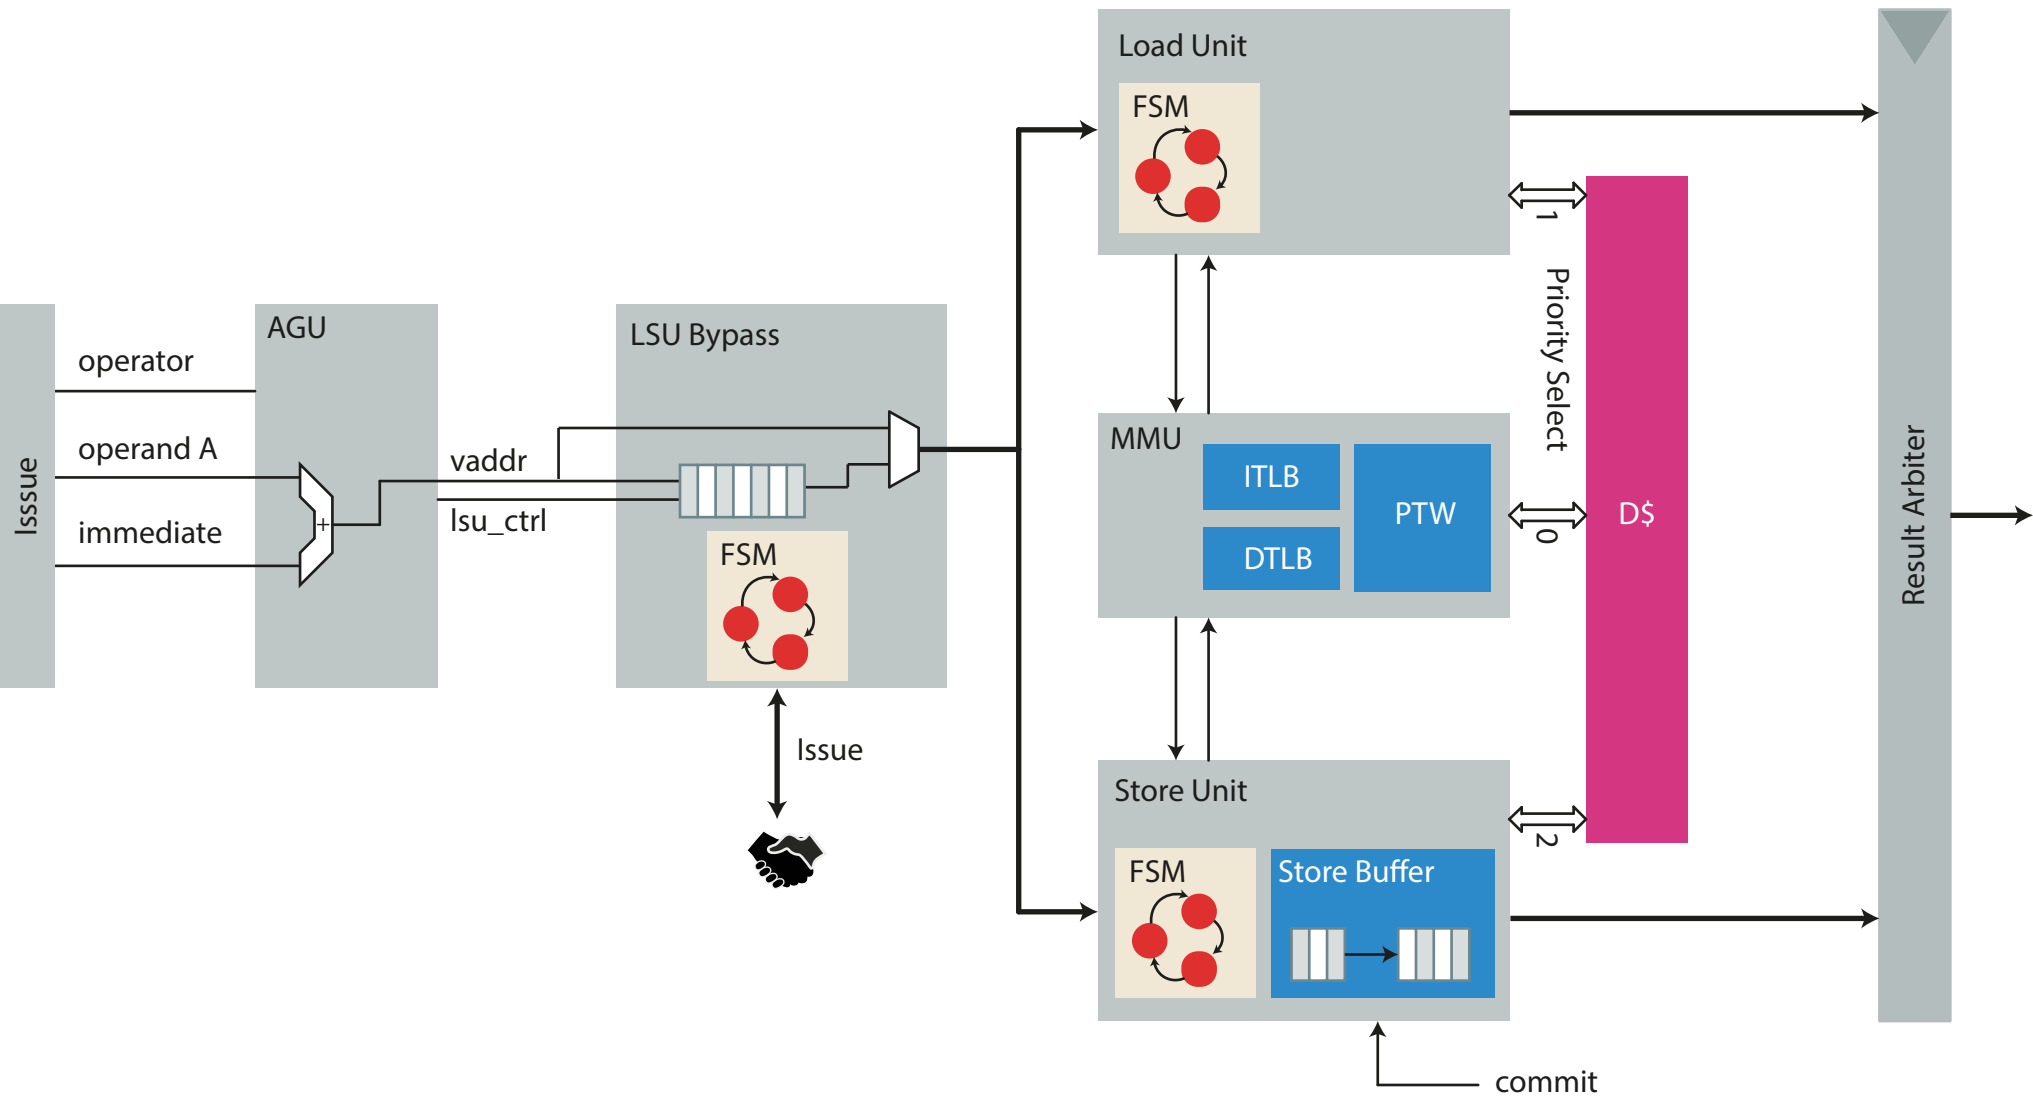 Isssue
operator
operand A
immediate
AGU
+
vaddr
lsu_ctrl
LSU Bypass
FSM
Issue
Load Unit
FSM
1
Priority Select
MMU
ITLB
DTLB
PTW
0
D$
Store Unit
FSM
Store Buffer
2
commit
Result Arbiter